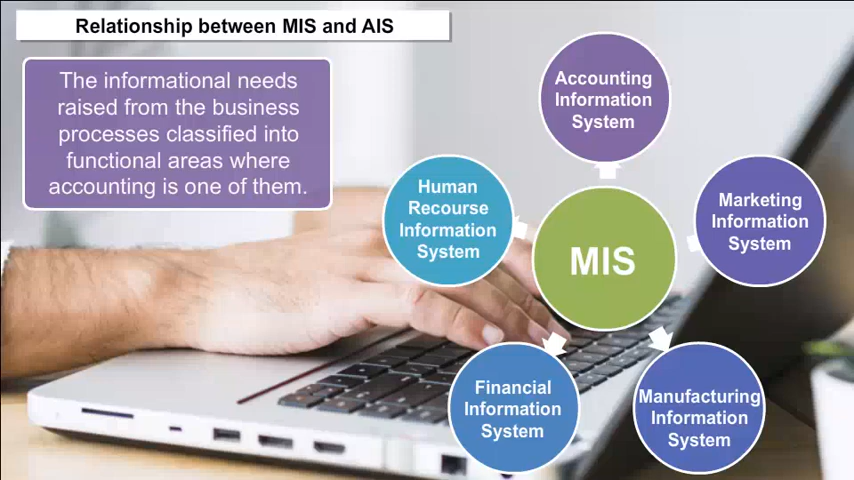 Relationship between MIS and AIS
The informational needs
raised from the business
processes classified into
functional areas where
accounting is one of them.
Accounting
Information
System
Human
Recourse
Information
System
MIS
Marketing
Information
System
Financial
Information
System
Manufacturing
Information
System